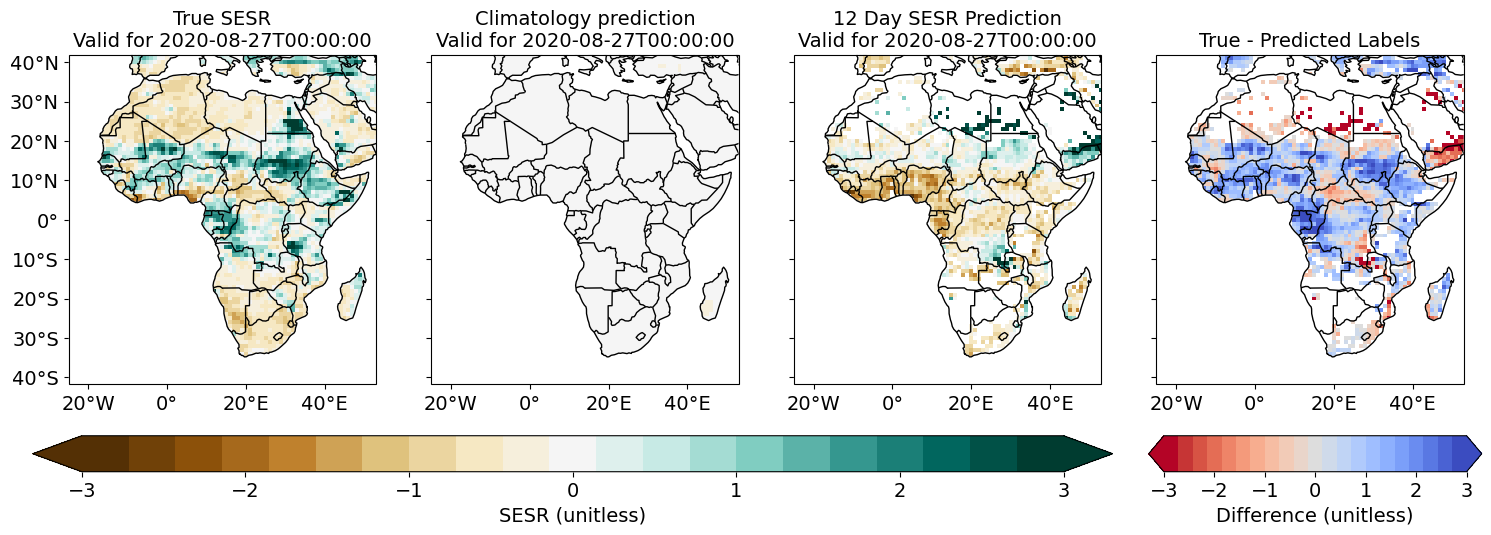 True SESR
Valid for 2020-08-27T00:00:00
Climatology prediction
Valid for 2020-08-27T00:00:00
12 Day SESR Prediction
Valid for 2020-08-27T00:00:00
True - Predicted Labels
40°N
30°N
20°N
10°N
0°
10°S
20°S
30°S
40°S
20°W 0° 20°E 40°E
20°W 0° 20°E 40°E
20°W 0° 20°E 40°E
20°W 0° 20°E 40°E
−3 −2 −1 0 1 2 3
SESR (unitless)
−3 −2 −1 0 1 2 3
Difference (unitless)